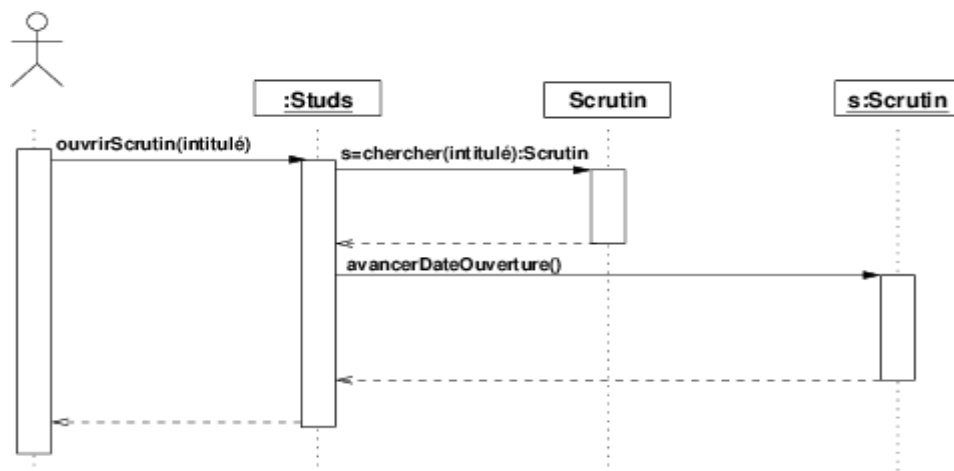 :Studs
Scrutin
s:Scrutin
ouvrirScrutin(intitulé)
s=chercher(intitulé):Scrutin
avancerDateOuverture()